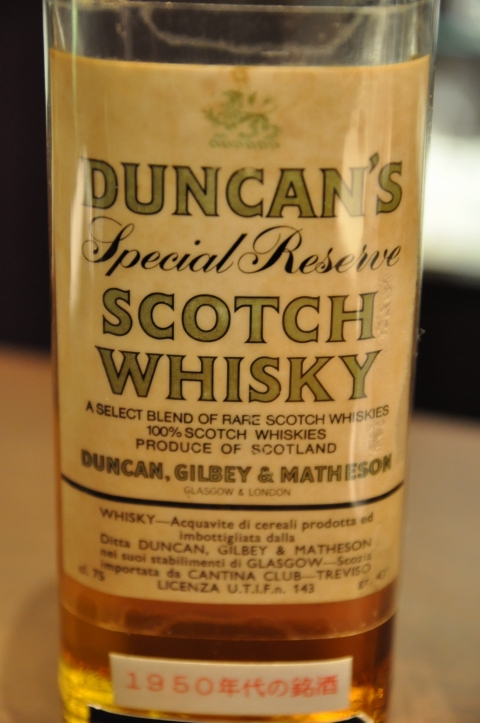 DUNCAN'S
Special Reserve
SCOTCH
WHISKY
A SELECT BLEND OF RARE SCOTCH WHISKIES
100% SCOTCH WHISKIES
PRODUCE OF SCOTLAND
DUNCAN, GILBEY & MATHESON
GLASGOW & LONDON
WHISKY—Acquavite di cereali prodotta ed
imbottigliata dalla
Ditta DUNCAN, GILBEY & MATHESON
nei suoi stabilimenti di GLASGOW—Scozia
importata da CANTINA CLUB—TREVISO
cl. 75 LICENZA U.T.I.F.n. 143
1950年代の銘酒